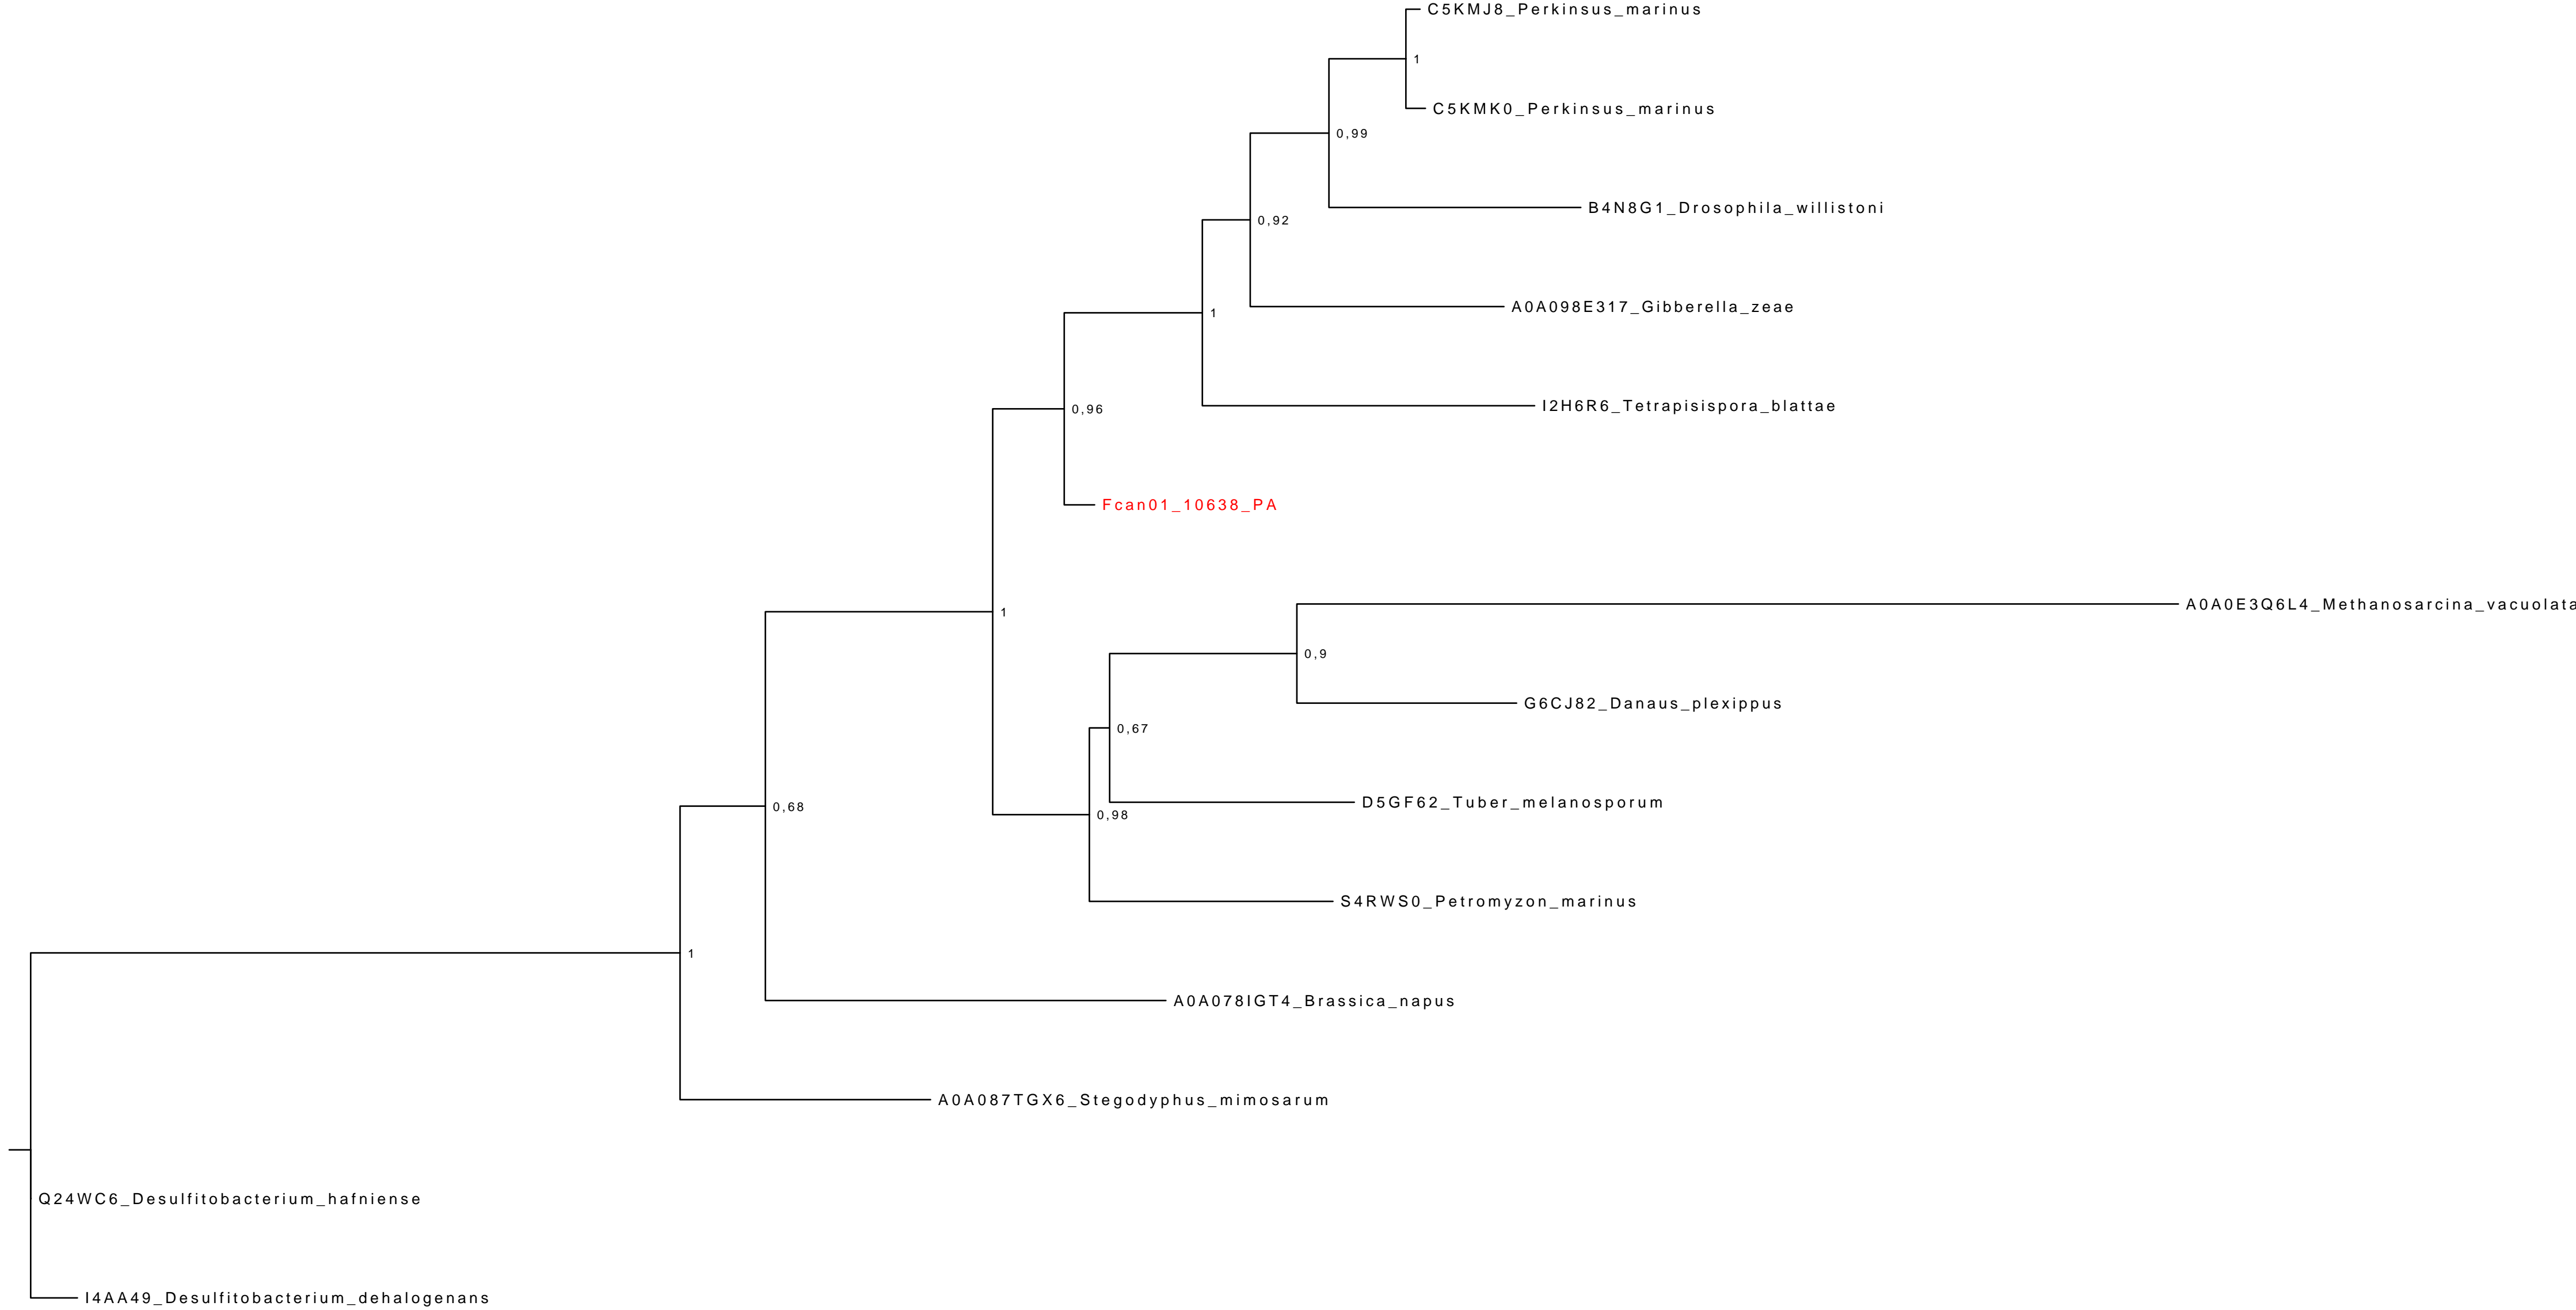 C5KMJ8_Perkinsus_marinus
1
C5KMK0_Perkinsus_marinus
0,99
B4N8G1_Drosophila_willistoni
0,92
A0A098E317_Gibberella_zeae
1
I2H6R6_Tetrapisispora_blattae
0,96
Fcan01_10638_PA
A0A0E3Q6L4_Methanosarcina_vacuolata
1
0,9
G6CJ82_Danaus_plexippus
0,67
D5GF62_Tuber_melanosporum
0,68
0,98
S4RWS0_Petromyzon_marinus
1
A0A078IGT4_Brassica_napus
A0A087TGX6_Stegodyphus_mimosarum
Q24WC6_Desulfitobacterium_hafniense
I4AA49_Desulfitobacterium_dehalogenans